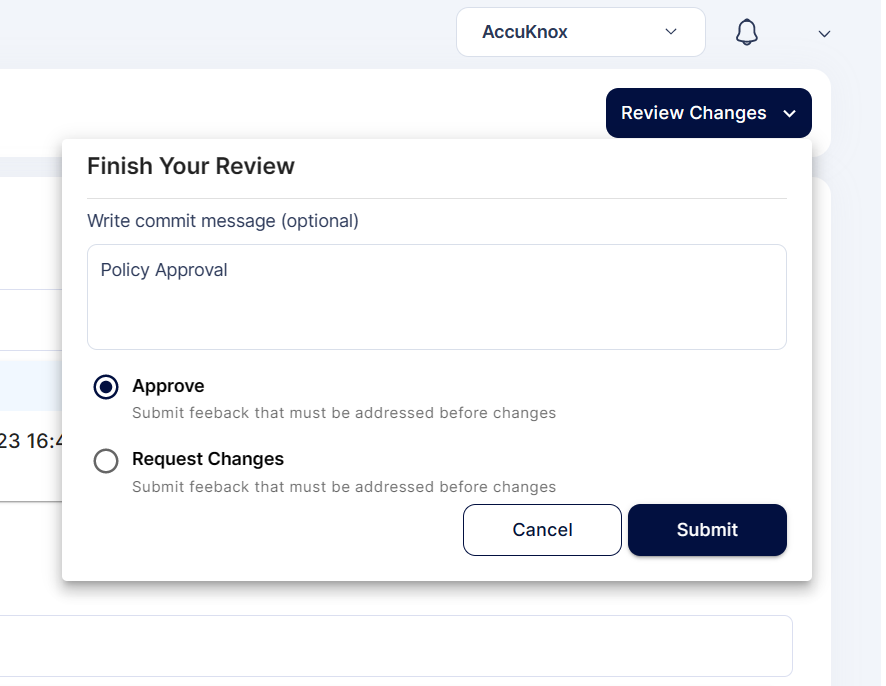 AccuKnox
Review Changes
Finish Your Review
Write commit message (optional)
Policy Approval
Approve
Submit feeback that must be addressed before changes
23 16:4
Request Changes
Submit feeback that must be addressed before changes
Cancel
Submit